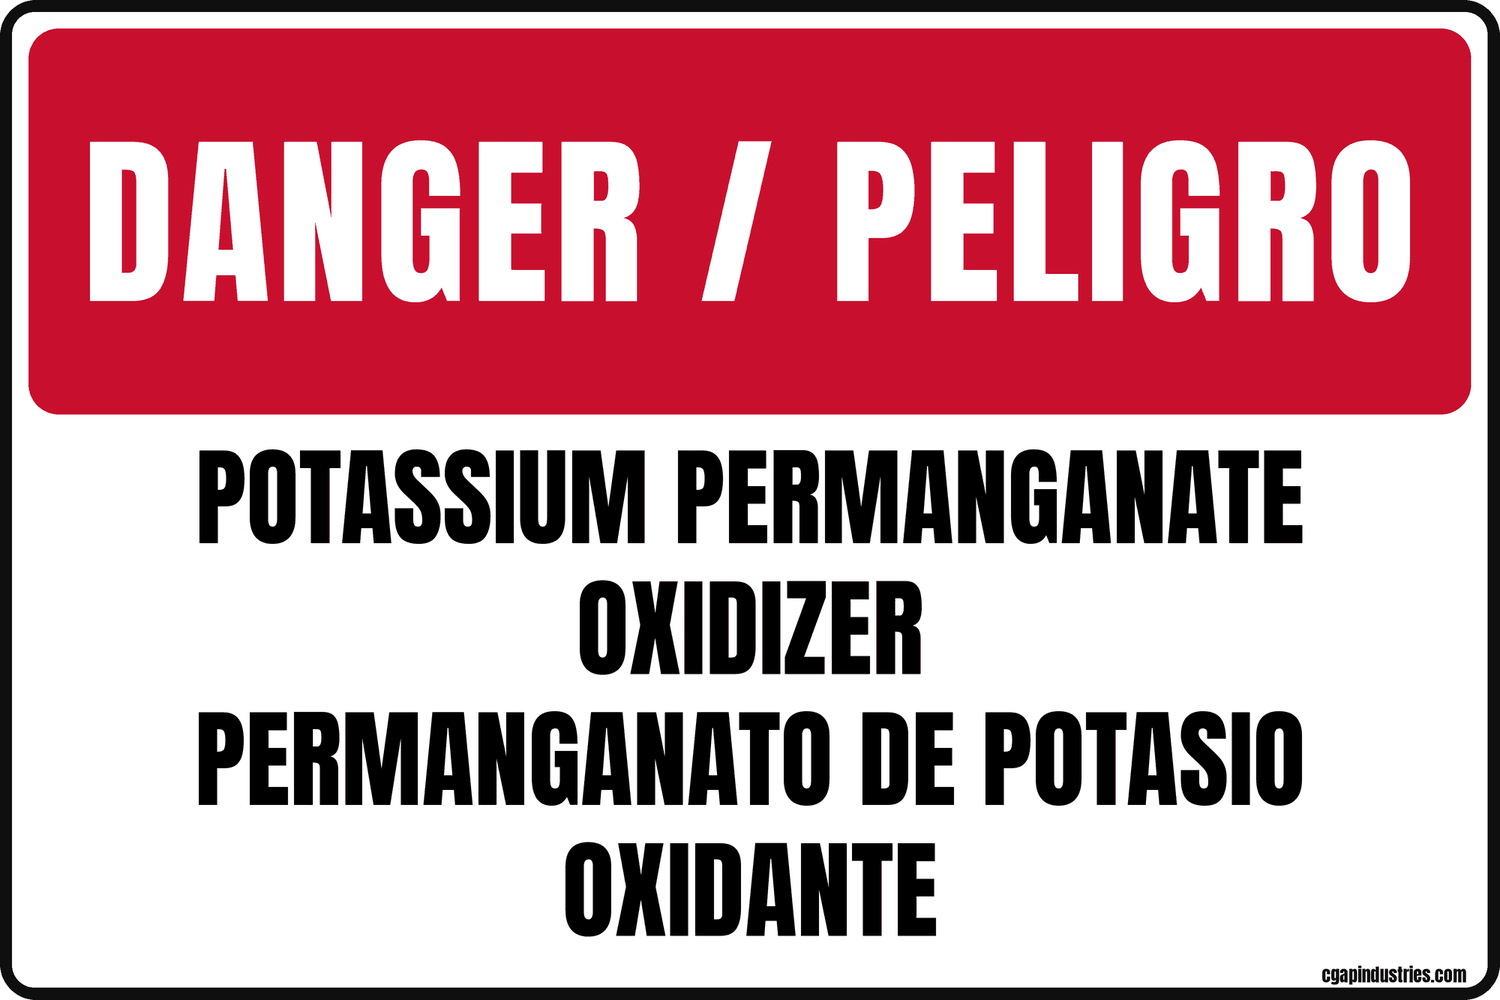 DANGER / PELIGRO
POTASSIUM PERMANGANATE
OXIDIZER
PERMANGANATO DE POTASIO
OXIDANTE
cgapindustries.com